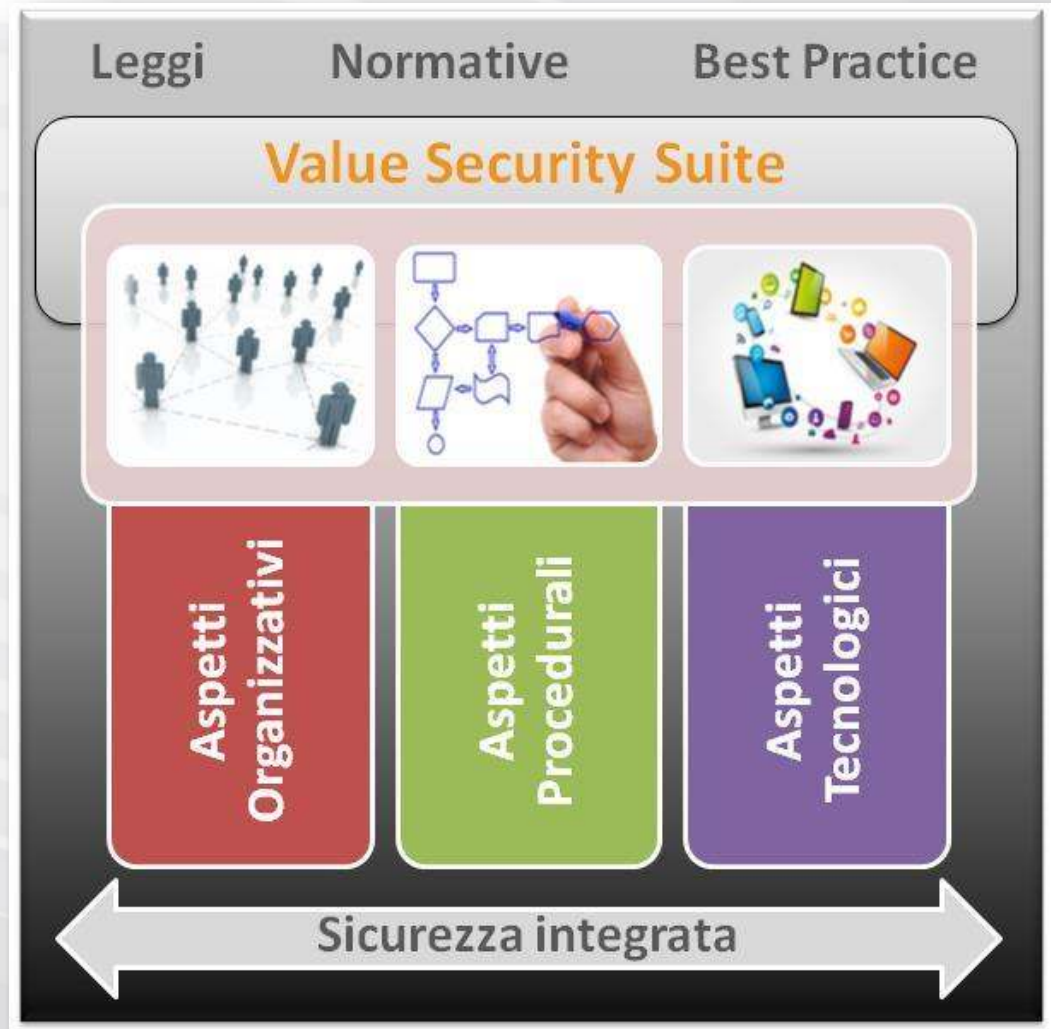 Leggi Normative Best Practice
Value Security Suite
Aspetti
Organizzativi
Aspetti
Procedurali
Aspetti
Tecnologici
Sicurezza integrata